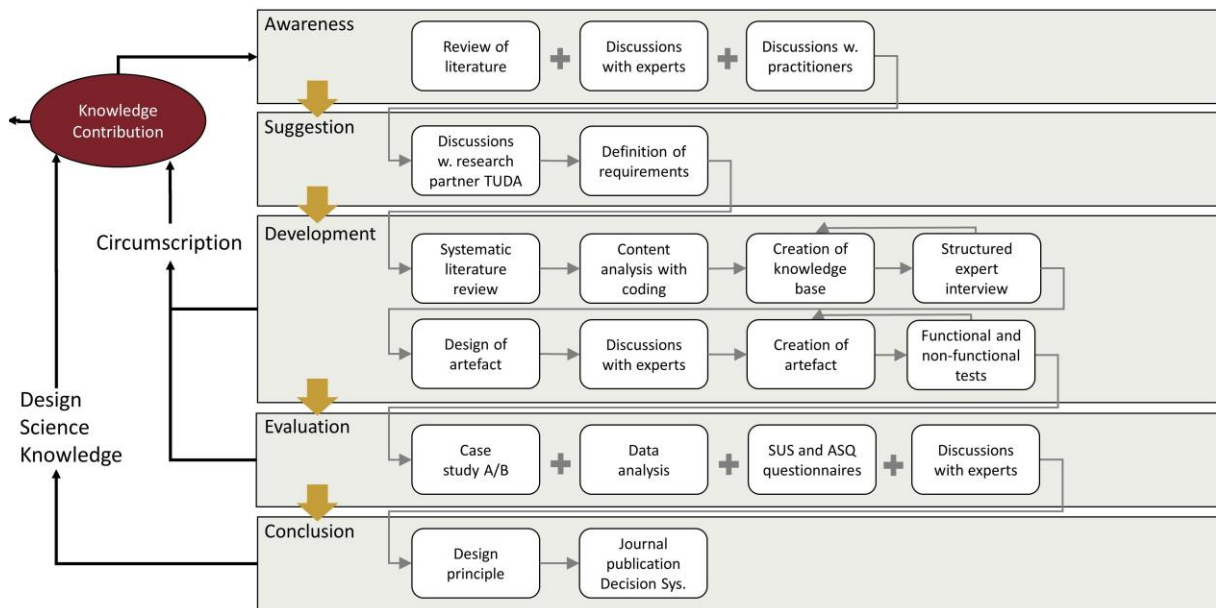 Awareness
Review of
literature
Discussions
with experts
Discussions w.
practitioners
Knowledge
Contribution
Suggestion
Discussions
w. research
partner TUDA
Definition of
requirements
Circumscription
Development
Systematic
literature
review
Content
analysis with
coding
Creation of
knowledge
base
Structured
expert
interview
Design of
artefact
Discussions
with experts
Creation of
artefact
Functional and
non-functional
tests
Design
Science
Knowledge
Evaluation
Case
study A/B
Data
analysis
SUS and ASQ
questionnaires
Discussions
with experts
Conclusion
Design
principle
Journal
publication
Decision Sys.